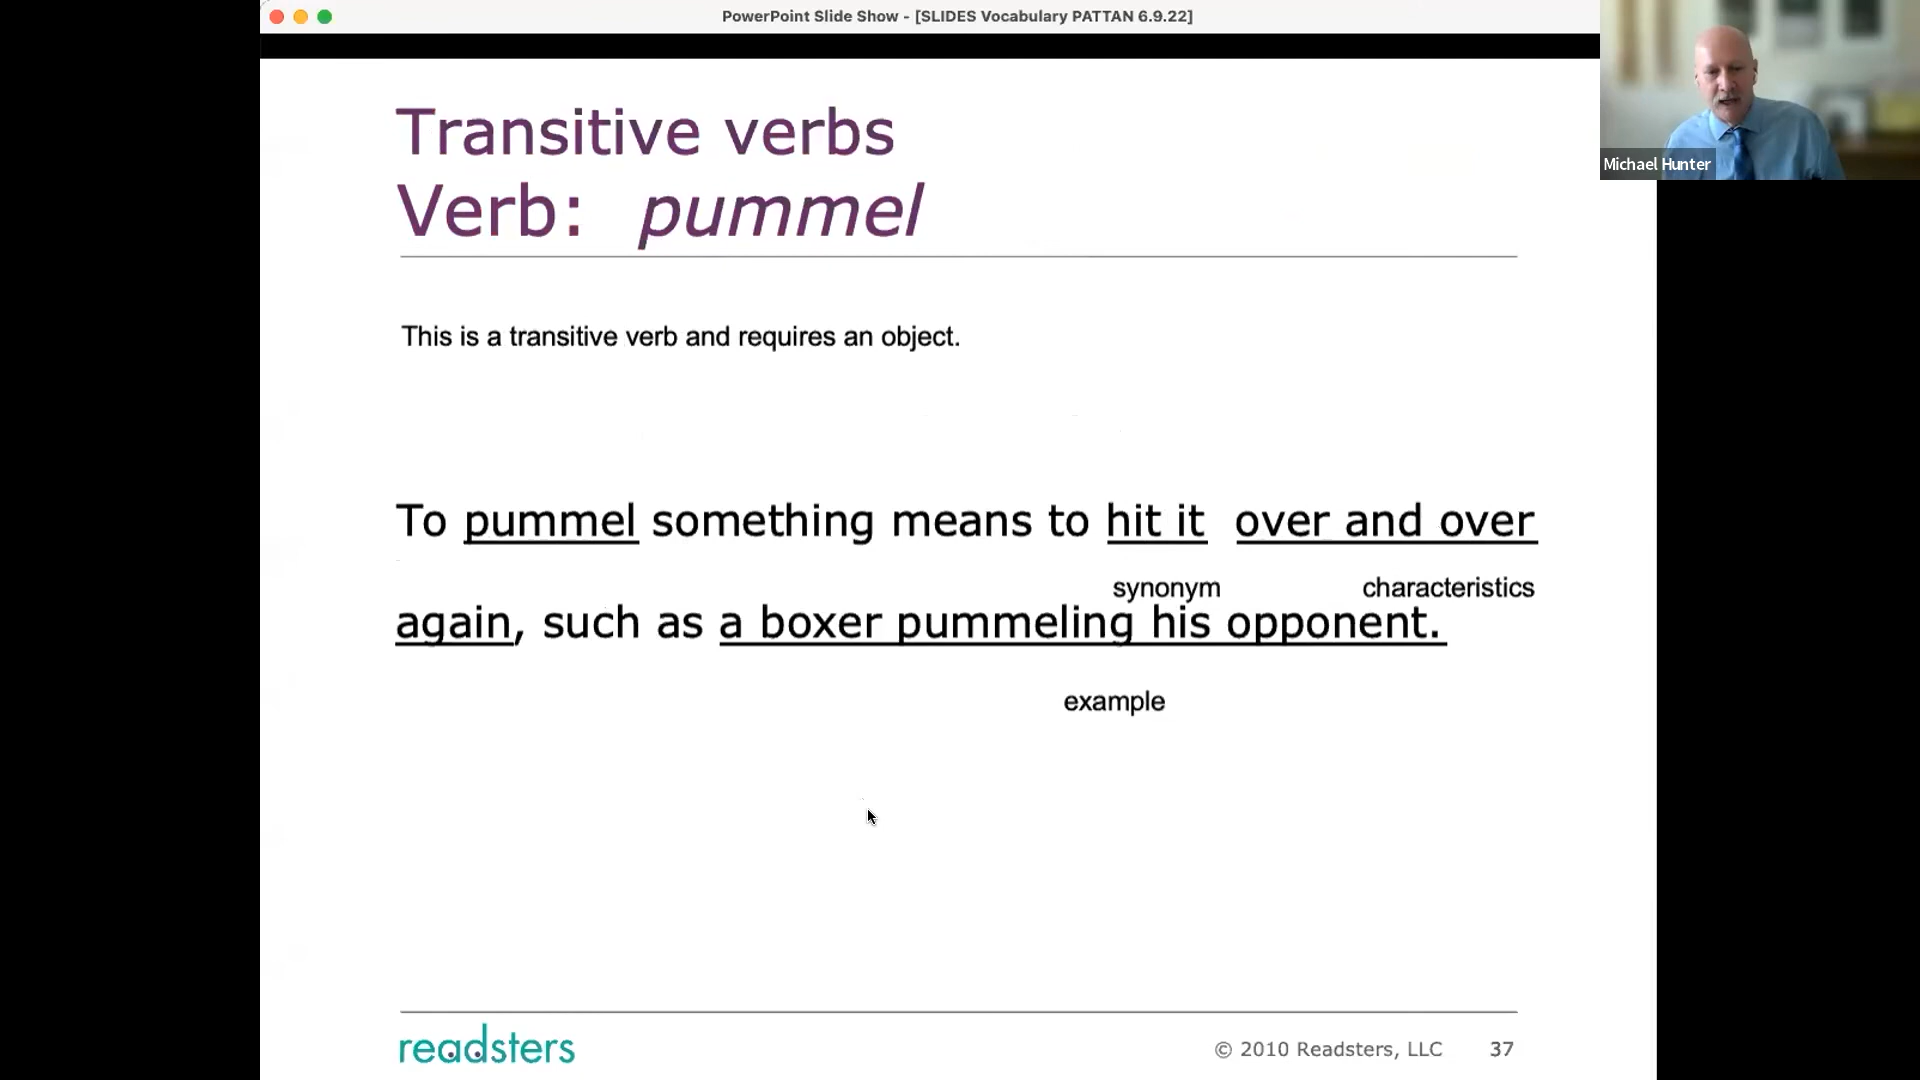 PowerPoint Slide Show - [SLIDES Vocabulary PATTAN 6.9.22]
Michael Hunter
Transitive verbs
Verb: pummel
This is a transitive verb and requires an object.
To pummel something means to hit it over and over
synonym characteristics
again, such as a boxer pummeling his opponent.
example
readsters
© 2010 Readsters, LLC 37